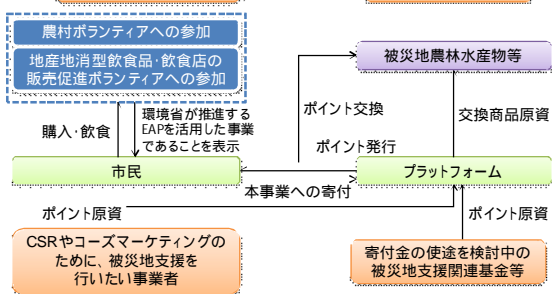 農村ボランティアへの参加
地産地消型飲食品・飲食店の
販売促進ボランティアへの参加
被災地農林水産物等
購入・飲食
環境省が推進する
EAPを活用した事業
であることを表示
ポイント交換
交換商品原資
ポイント発行
市民
プラットフォーム
本事業への寄付
ポイント原資
ポイント原資
CSRやコーズマーケティングの
ために、被災地支援を
行いたい事業者
寄付金の使途を検討中の
被災地支援関連基金等